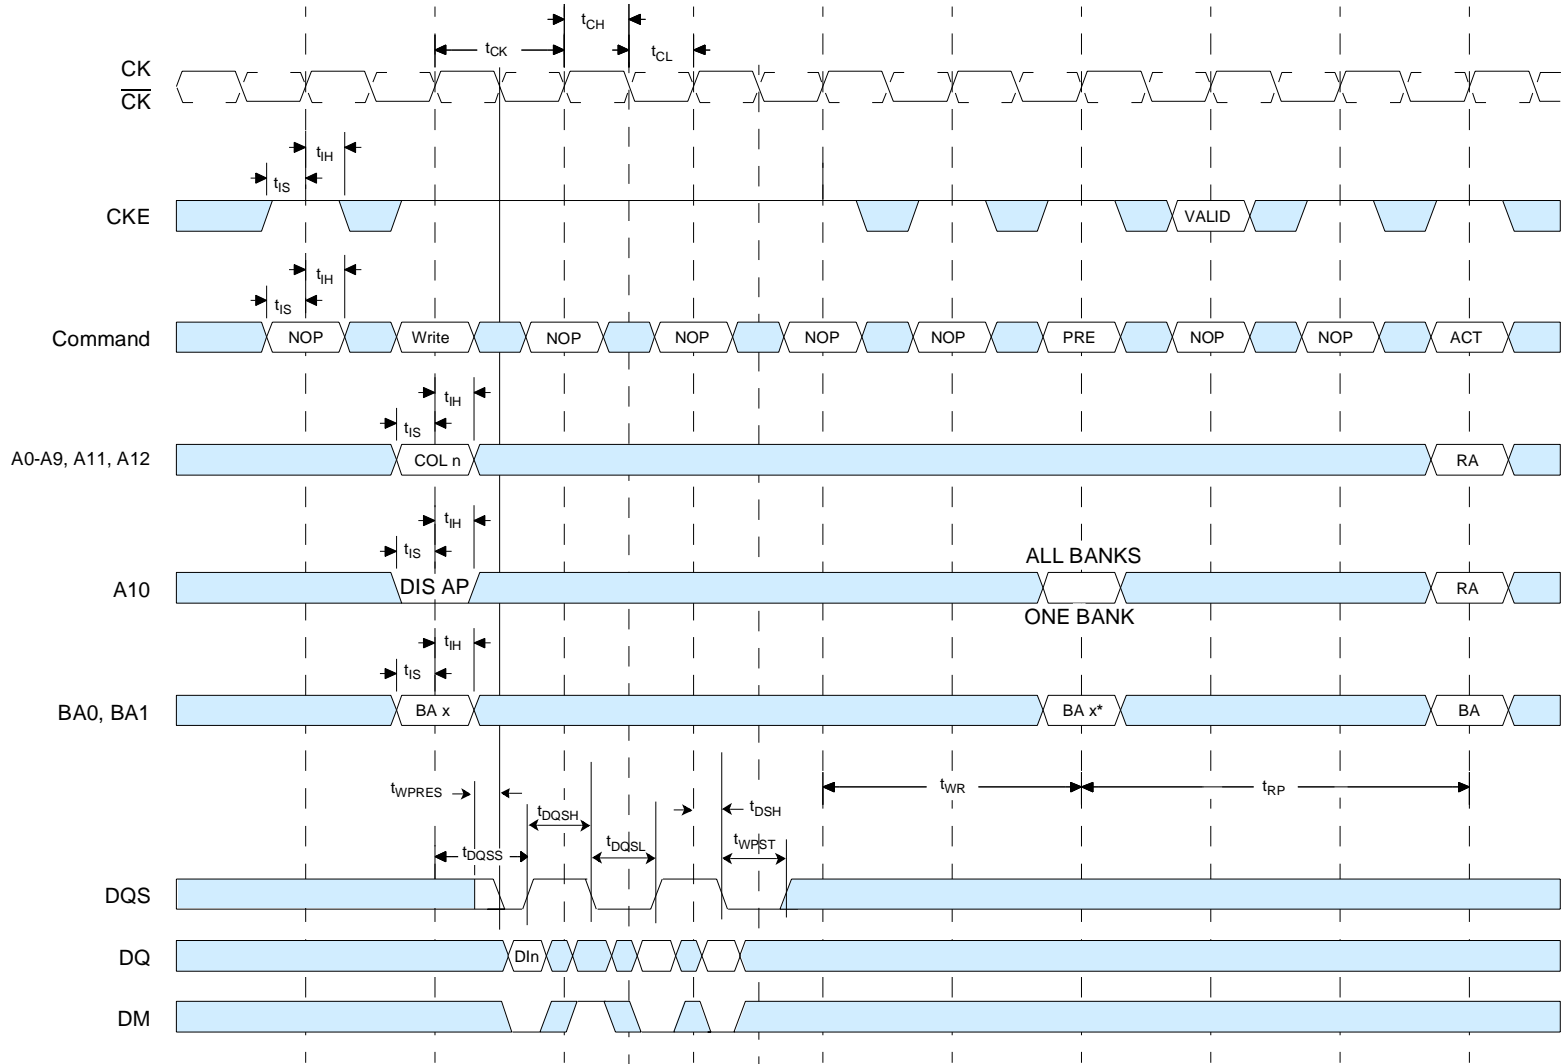 tCH
tCK
tCL
CK
CK
tIH
tIS
CKE
VALID
tIH
tIS
Command
NOP
Write
NOP
NOP
NOP
NOP
PRE
NOP
NOP
ACT
tIH
tIS
A0-A9, A11, A12
COL n
RA
tIH
tIS
ALL BANKS
A10
DIS AP
RA
ONE BANK
tIH
tIS
BA0, BA1
BA x
BA x*
BA
tWPRES
tWR
tRP
tDQSH
tDSH
tDQSS
tDQSL
tWPST
DQS
DQ
DIn
DM